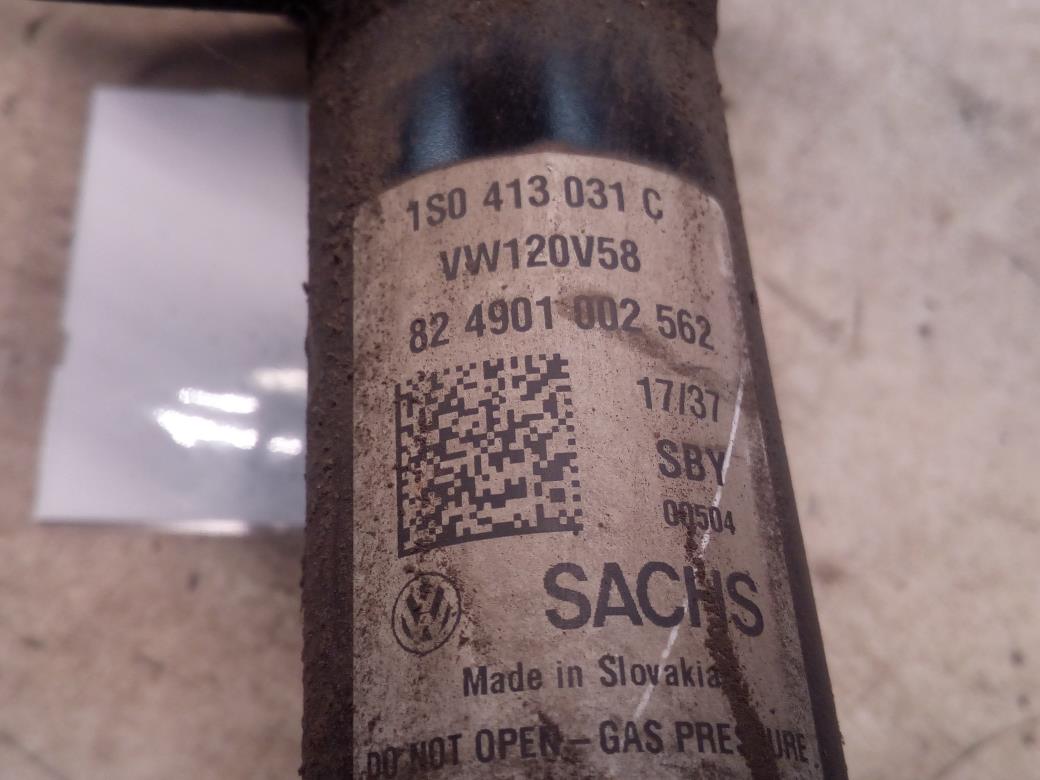 1S0 413 031 C
VW120V58
82 4901 002 562
17/37
SBY
00504
VW
SACHS
Made in Slovakia
DO NOT OPEN - GAS PRESSURE